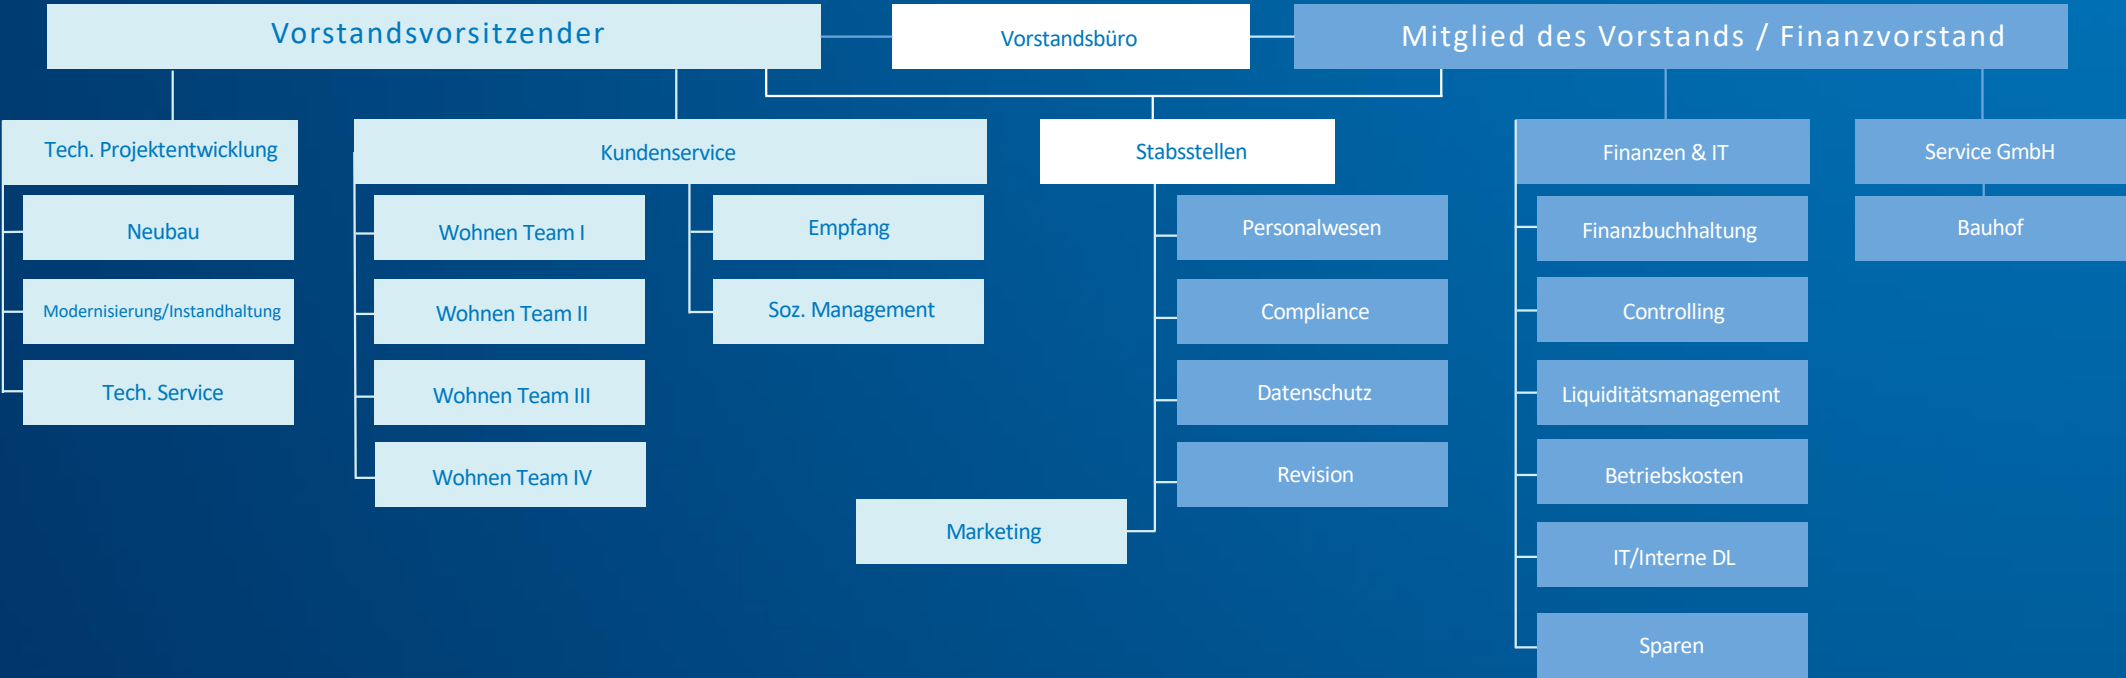 Vorstandsvorsitzender
Vorstandsbüro
Mitglied des Vorstands / Finanzvorstand
Tech. Projektentwicklung
Neubau
Modernisierung/Instandhaltung
Tech. Service
Kundenservice
Wohnen Team I
Wohnen Team II
Wohnen Team III
Wohnen Team IV
Empfang
Soz. Management
Stabsstellen
Personalwesen
Compliance
Datenschutz
Revision
Marketing
Finanzen & IT
Finanzbuchhaltung
Controlling
Liquiditätsmanagement
Betriebskosten
IT/Interne DL
Sparen
Service GmbH
Bauhof